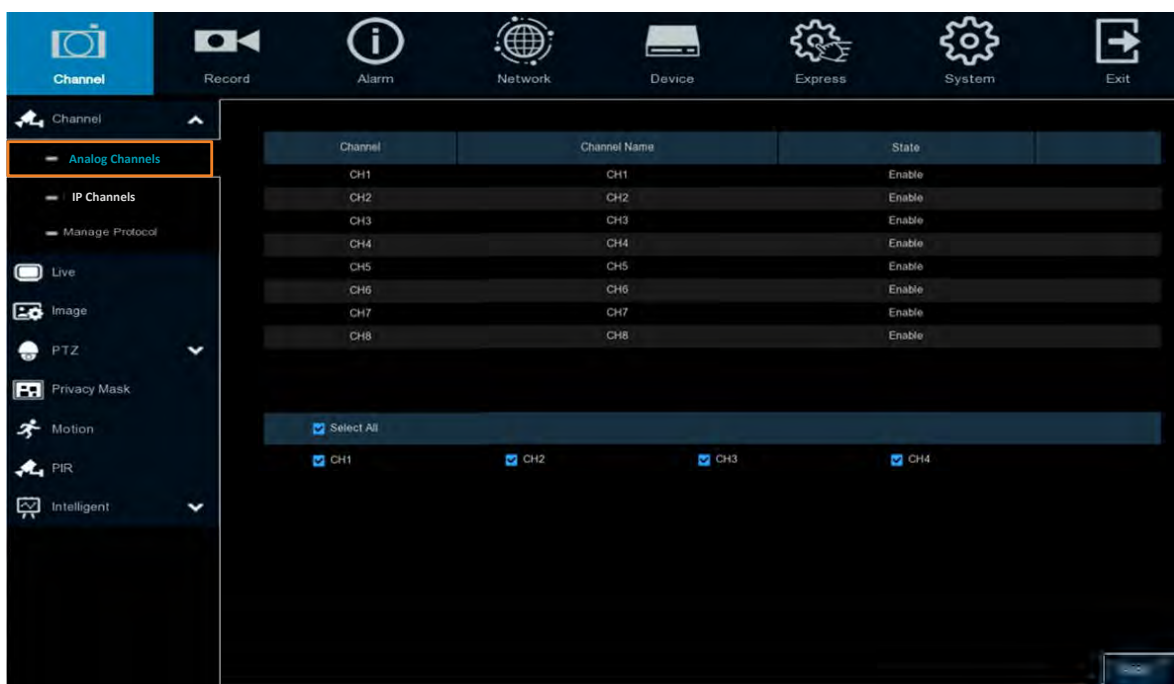 Channel Record Alarm Network Device Express System Exit
Channel
Analog Channels
IP Channels
Manage Protocol
Live
Image
PTZ
Privacy Mask
Motion
PIR
Intelligent
Channel Channel Name State
CH1 CH1 Enable
CH2 CH2 Enable
CH3 CH3 Enable
CH4 CH4 Enable
CH5 CH5 Enable
CH6 CH6 Enable
CH7 CH7 Enable
CH8 CH8 Enable
Select All
CH1 CH2 CH3 CH4